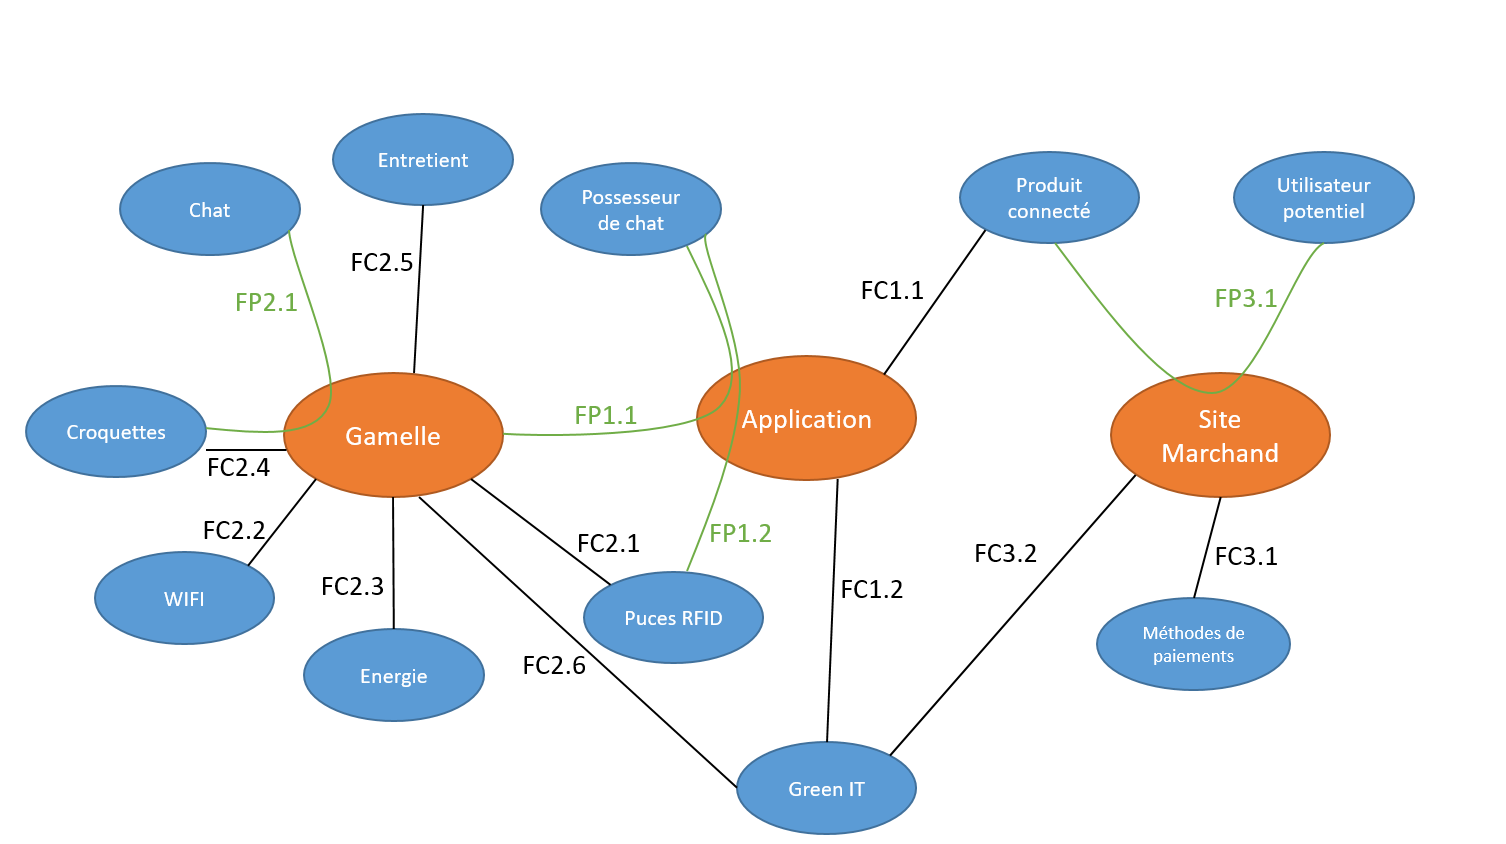 Entretient
Chat
Possesseur
de chat
Produit
connecté
Utilisateur
potentiel
FC2.5
FP2.1
FC1.1
FP3.1
Croquettes
Gamelle
FP1.1
Application
Site
Marchand
FC2.4
FC2.2
FC2.1
FP1.2
FC3.2
FC3.1
WIFI
FC2.3
FC1.2
Puces RFID
Méthodes de
paiements
Energie
FC2.6
Green IT